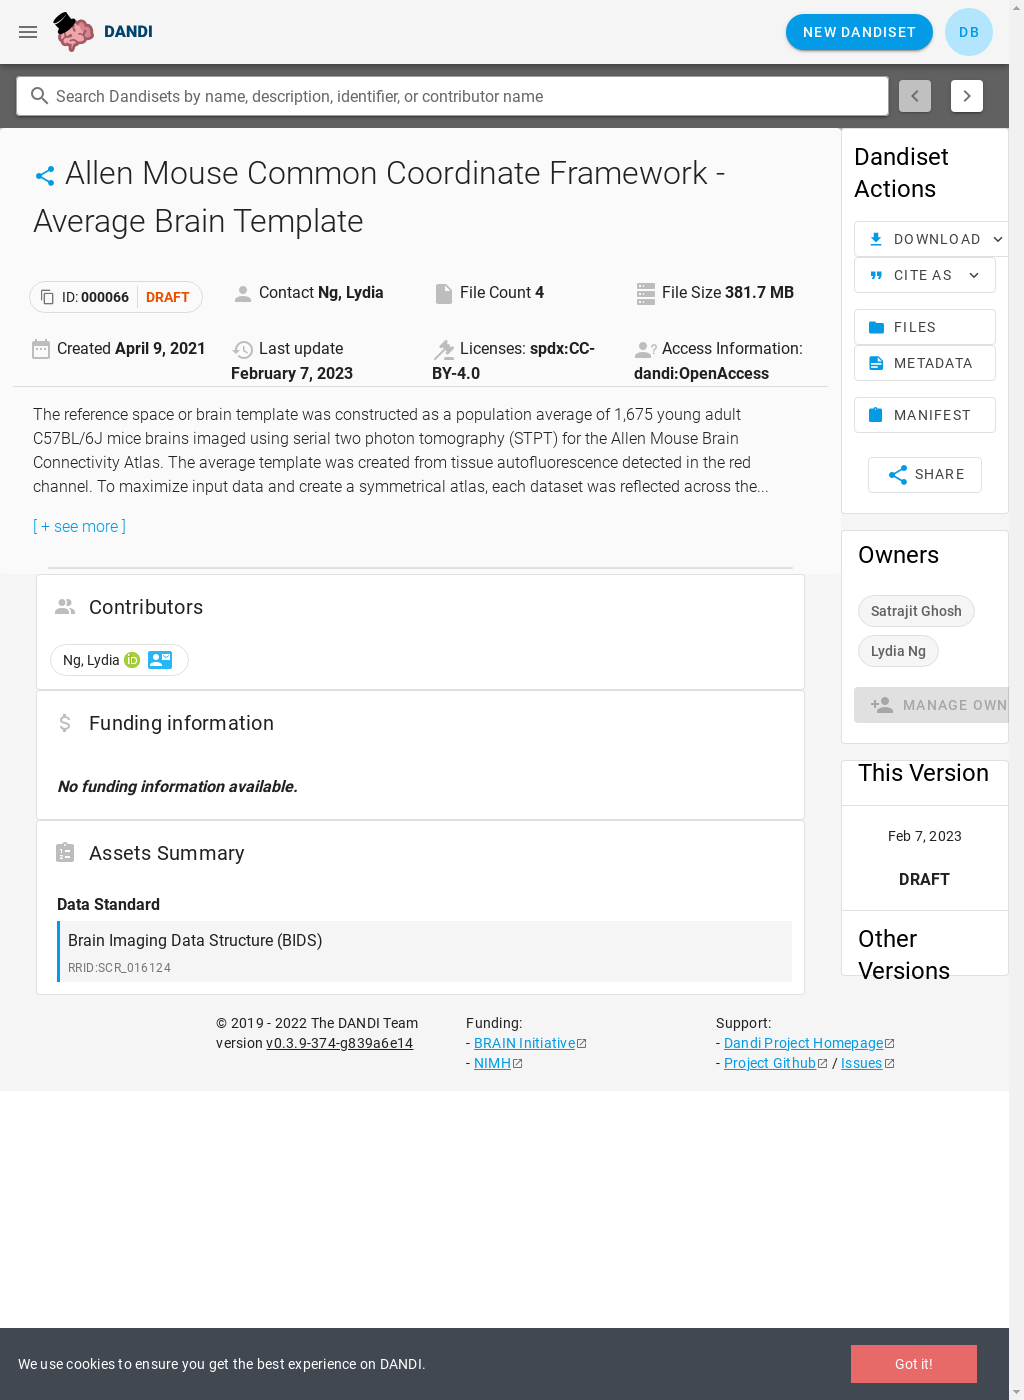 DANDI
NEW DANDISET
DB
Search Dandisets by name, description, identifier, or contributor name
Allen Mouse Common Coordinate Framework -
Average Brain Template
ID: 000066 DRAFT
Contact Ng, Lydia
File Count 4
File Size 381.7 MB
Created April 9, 2021
Last update
February 7, 2023
Licenses: spdx:CC-
BY-4.0
Access Information:
dandi:OpenAccess
The reference space or brain template was constructed as a population average of 1,675 young adult
C57BL/6J mice brains imaged using serial two photon tomography (STPT) for the Allen Mouse Brain
Connectivity Atlas. The average template was created from tissue autofluorescence detected in the red
channel. To maximize input data and create a symmetrical atlas, each dataset was reflected across the...
[ + see more ]
Contributors
Ng, Lydia iD
Funding information
No funding information available.
Assets Summary
Data Standard
Brain Imaging Data Structure (BIDS)
RRID:SCR_016124
Dandiset
Actions
DOWNLOAD
CITE AS
FILES
METADATA
MANIFEST
SHARE
Owners
Satrajit Ghosh
Lydia Ng
MANAGE OWN
This Version
Feb 7, 2023
DRAFT
Other
Versions
© 2019 - 2022 The DANDI Team
version v0.3.9-374-g839a6e14
Funding:
- BRAIN Initiative
- NIMH
Support:
- Dandi Project Homepage
- Project Github / Issues
We use cookies to ensure you get the best experience on DANDI.
Got it!